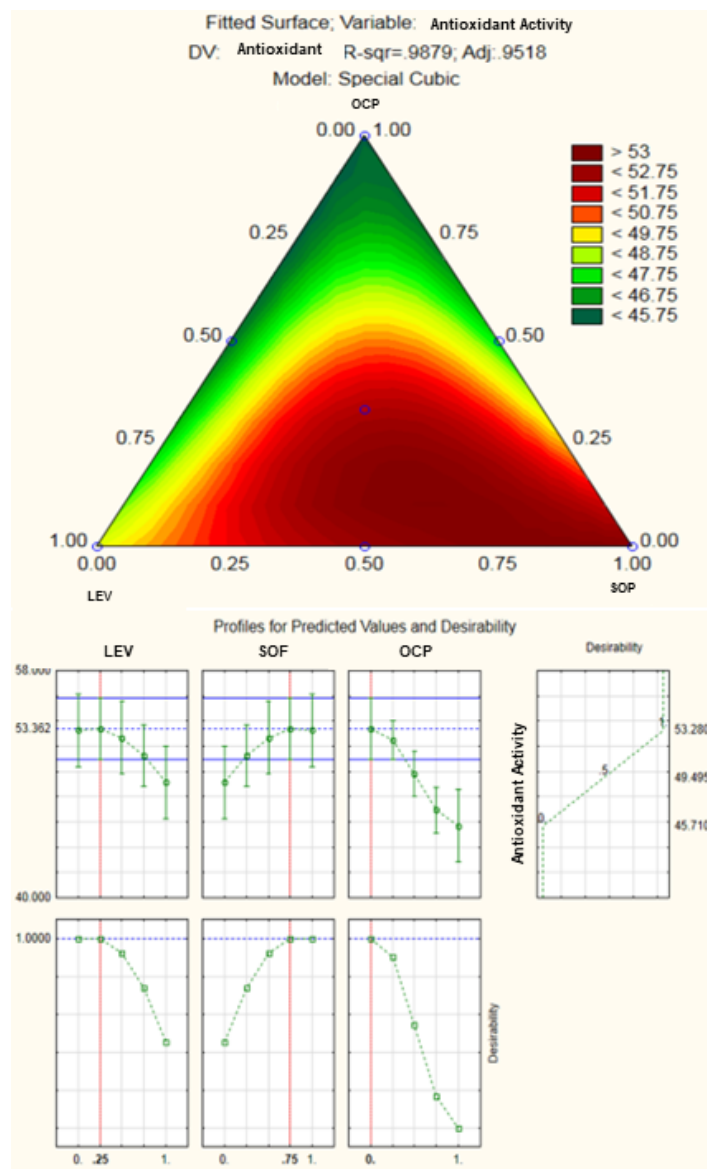 Fitted Surface; Variable: Antioxidant Activity
DV: Antioxidant R-sqr=.9879; Adj:.9518
Model: Special Cubic
OCP
0.00 1.00
> 53
< 52.75
< 51.75
< 50.75
< 49.75
< 48.75
< 47.75
< 46.75
< 45.75
0.25 0.75
0.50 0.50
0.75 0.25
1.00 0.00
0.00 0.25 0.50 0.75 1.00
LEV SOP
Profiles for Predicted Values and Desirability
LEV SOF OCP Desirability
58.000
53.362
40.000
Antioxidant Activity
1.
.5
0.
53.280
49.495
45.710
1.0000
Desirability
0. .25 1. 0. .75 1. 0. 1.